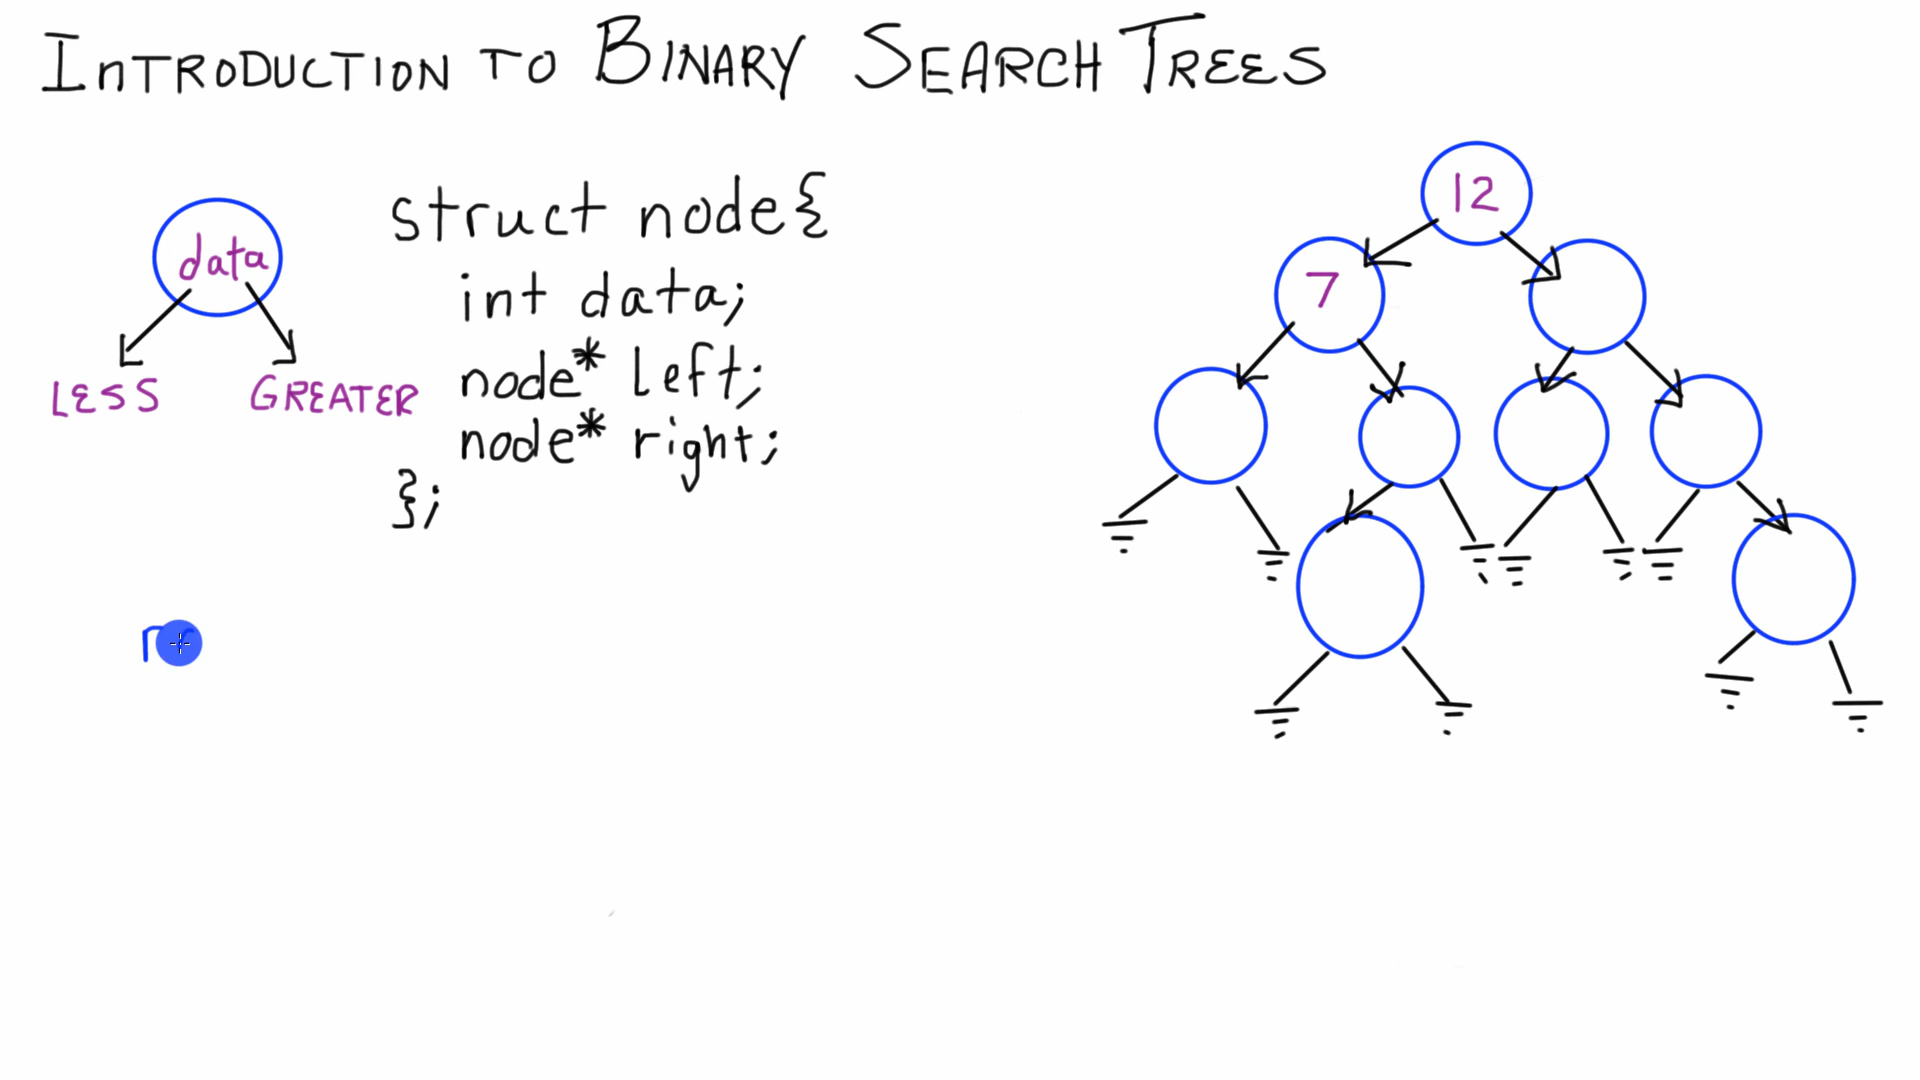 INTRODUCTION TO BINARY SEARCH TREES
data
LESS GREATER
struct node{
int data;
node* left;
node* right;
};
12
7